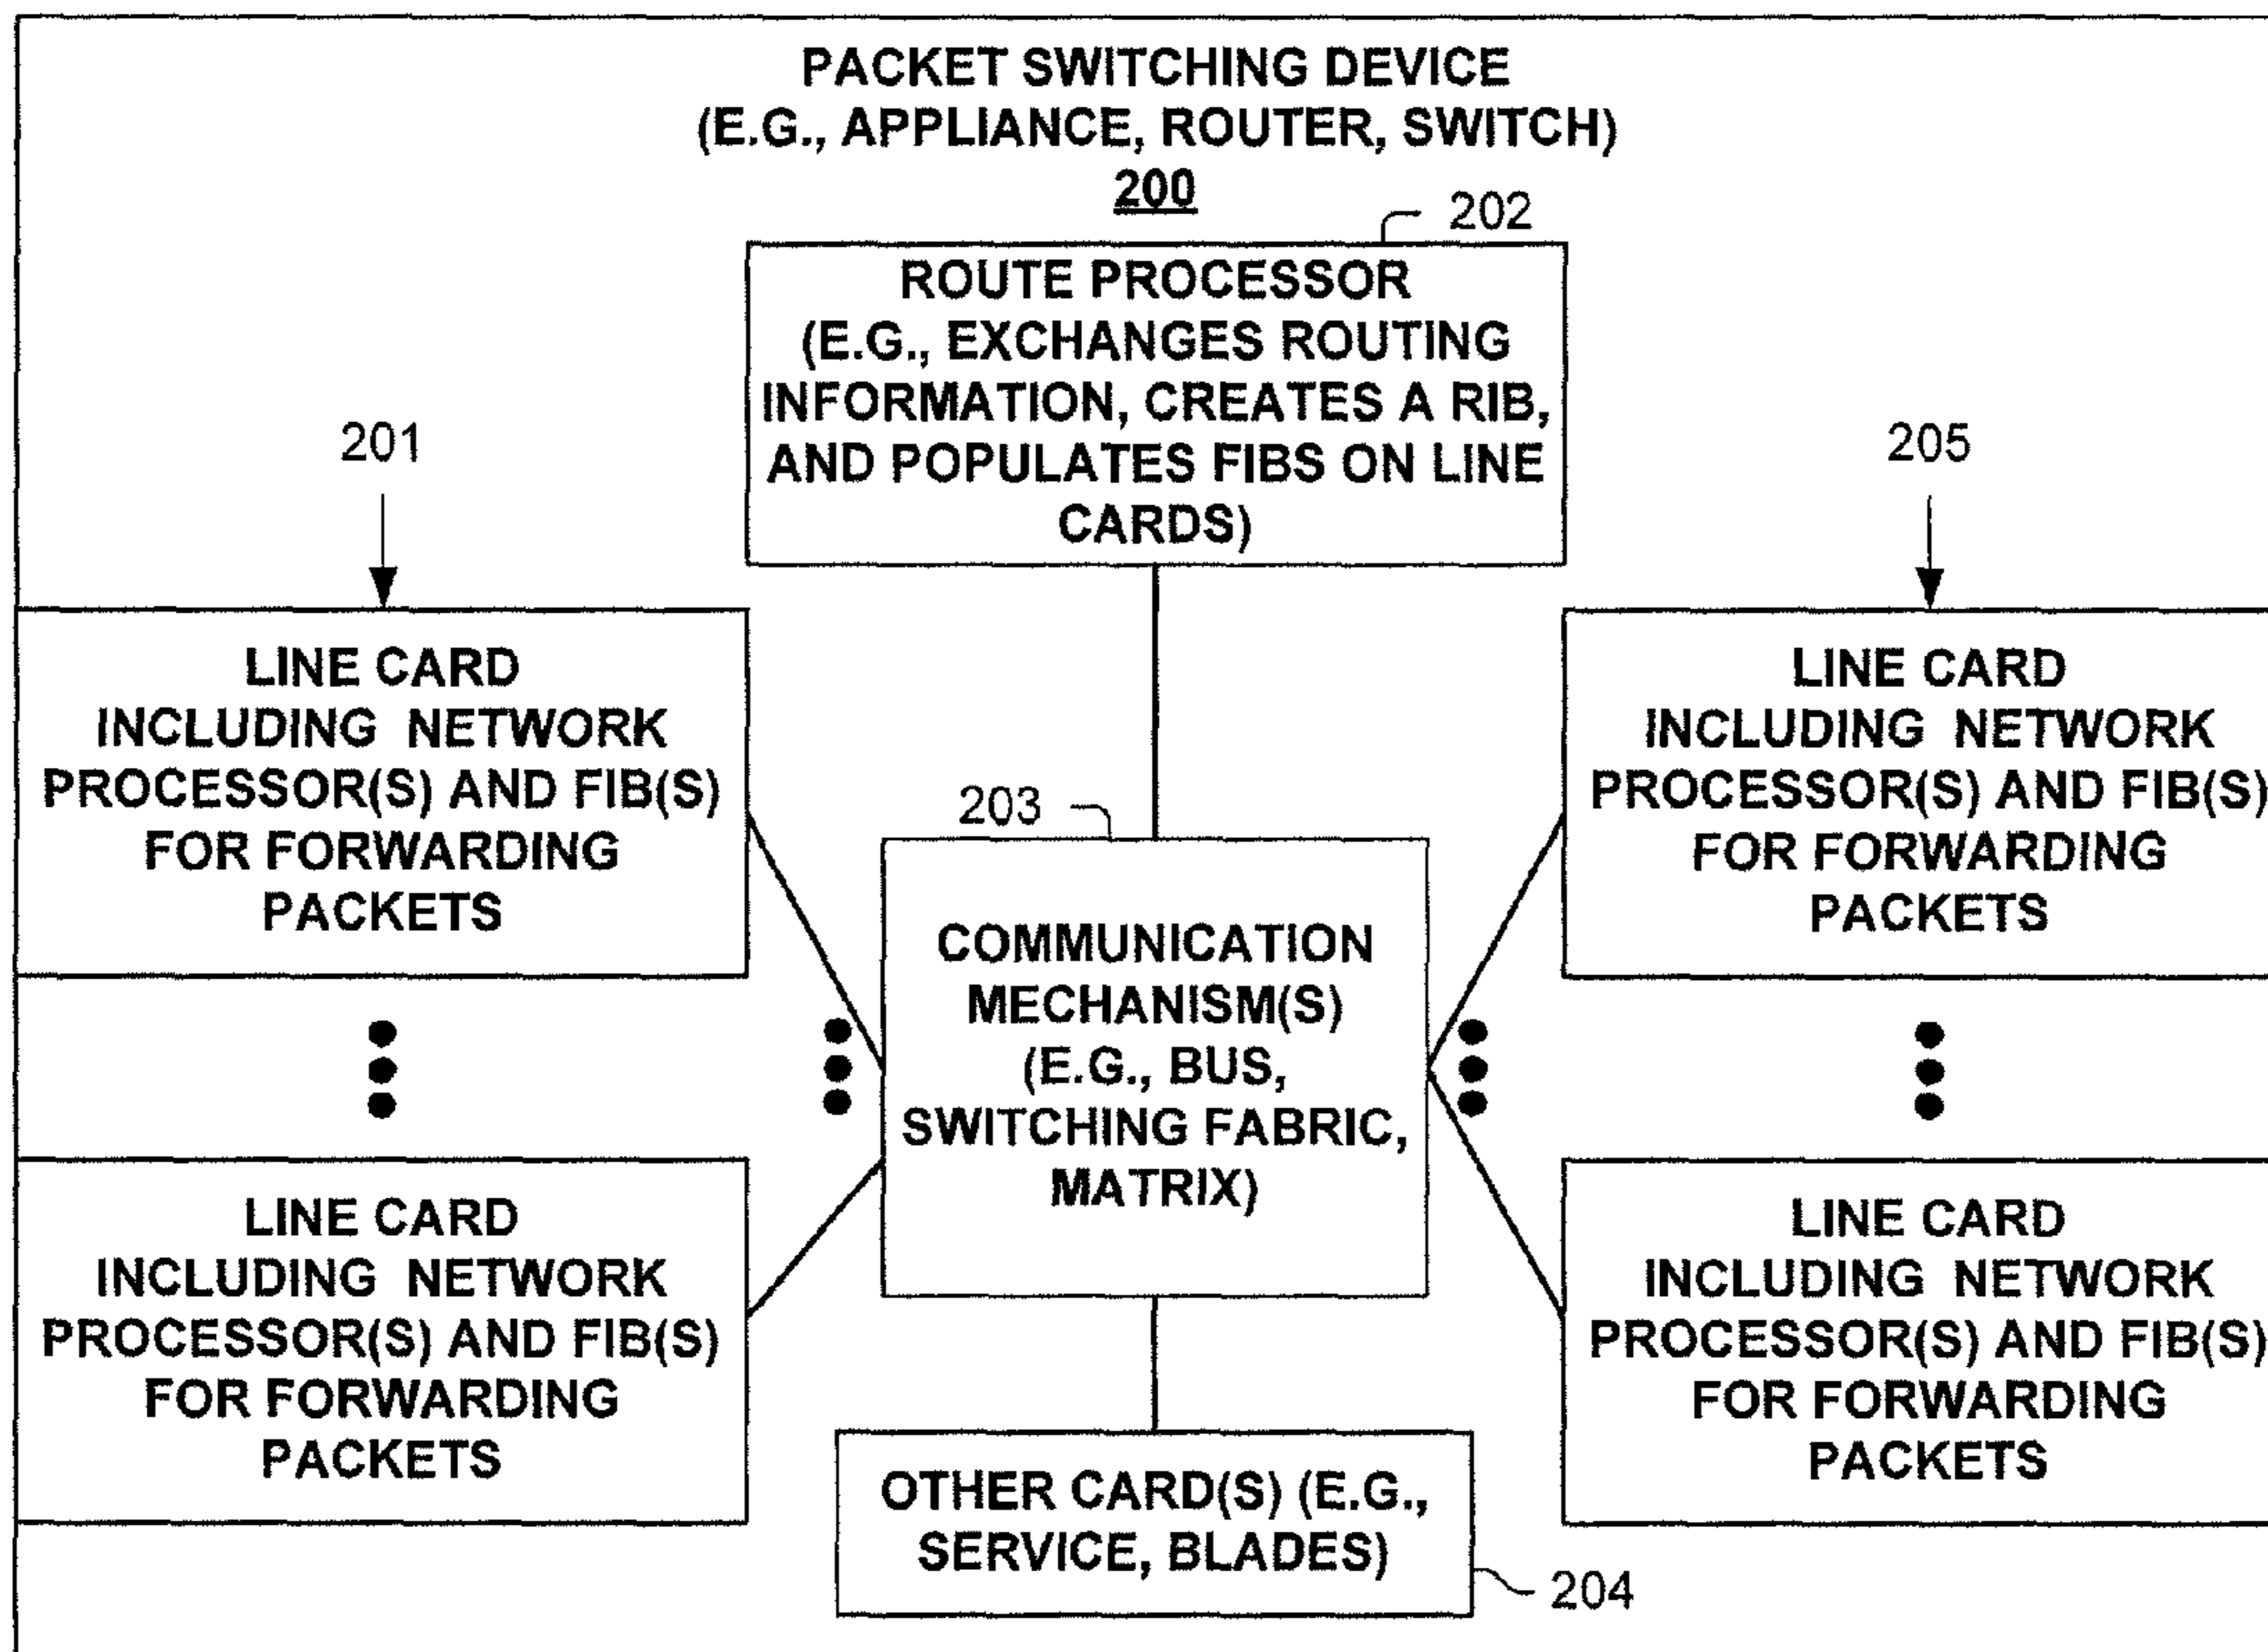 PACKET SWITCHING DEVICE
(E.G., APPLIANCE, ROUTER, SWITCH)
200
202
ROUTE PROCESSOR
(E.G., EXCHANGES ROUTING
INFORMATION, CREATES A RIB,
AND POPULATES FIBS ON LINE
CARDS)
201
205
LINE CARD
INCLUDING NETWORK
PROCESSOR(S) AND FIB(S)
FOR FORWARDING
PACKETS
LINE CARD
INCLUDING NETWORK
PROCESSOR(S) AND FIB(S)
FOR FORWARDING
PACKETS
203
COMMUNICATION
MECHANISM(S)
(E.G., BUS,
SWITCHING FABRIC,
MATRIX)
LINE CARD
INCLUDING NETWORK
PROCESSOR(S) AND FIB(S)
FOR FORWARDING
PACKETS
LINE CARD
INCLUDING NETWORK
PROCESSOR(S) AND FIB(S)
FOR FORWARDING
PACKETS
OTHER CARD(S) (E.G.,
SERVICE, BLADES)
204